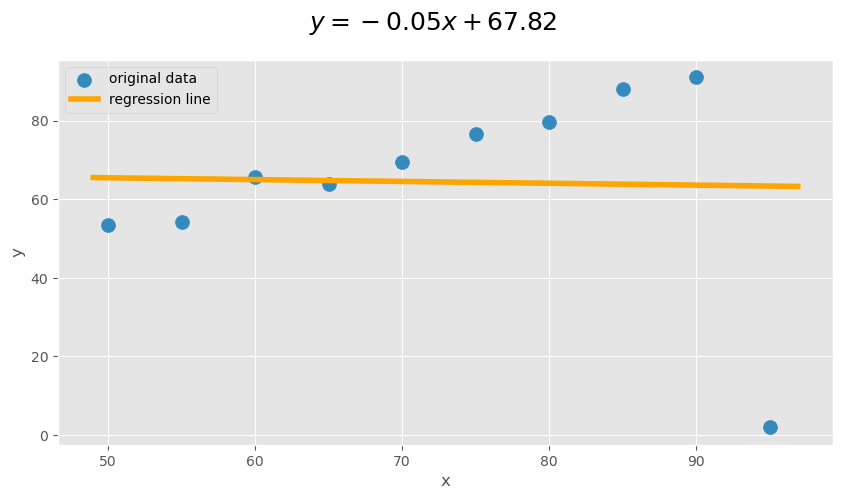 y = −0.05x + 67.82
original data
regression line
80
60
40
20
0
y
50 60 70 80 90
x